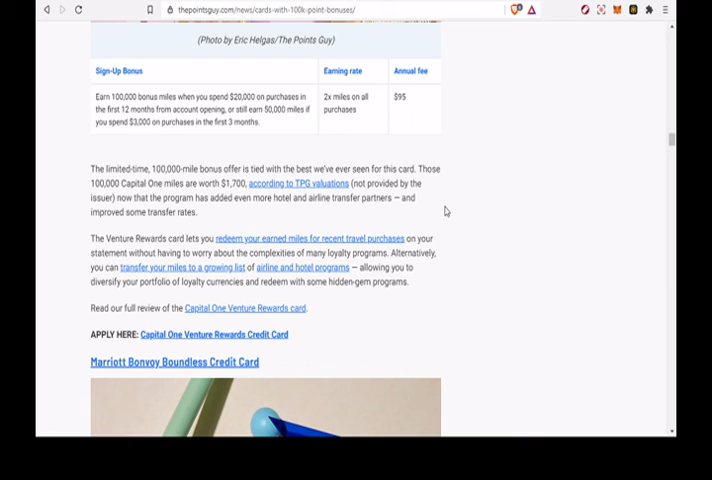 thepointsguy.com/news/cards-with-100k-point-bonuses/
(Photo by Eric Helgas/The Points Guy)
Sign-Up Bonus Earning rate Annual fee
Earn 100,000 bonus miles when you spend $20,000 on purchases in 2x miles on all $95
the first 12 months from account opening, or still earn 50,000 miles if purchases
you spend $3,000 on purchases in the first 3 months.
The limited-time, 100,000-mile bonus offer is tied with the best we've ever seen for this card. Those
100,000 Capital One miles are worth $1,700, according to TPG valuations (not provided by the
issuer) now that the program has added even more hotel and airline transfer partners — and
improved some transfer rates.
The Venture Rewards card lets you redeem your earned miles for recent travel purchases on your
statement without having to worry about the complexities of many loyalty programs. Alternatively,
you can transfer your miles to a growing list of airline and hotel programs — allowing you to
diversify your portfolio of loyalty currencies and redeem with some hidden-gem programs.
Read our full review of the Capital One Venture Rewards card.
APPLY HERE: Capital One Venture Rewards Credit Card
Marriott Bonvoy Boundless Credit Card